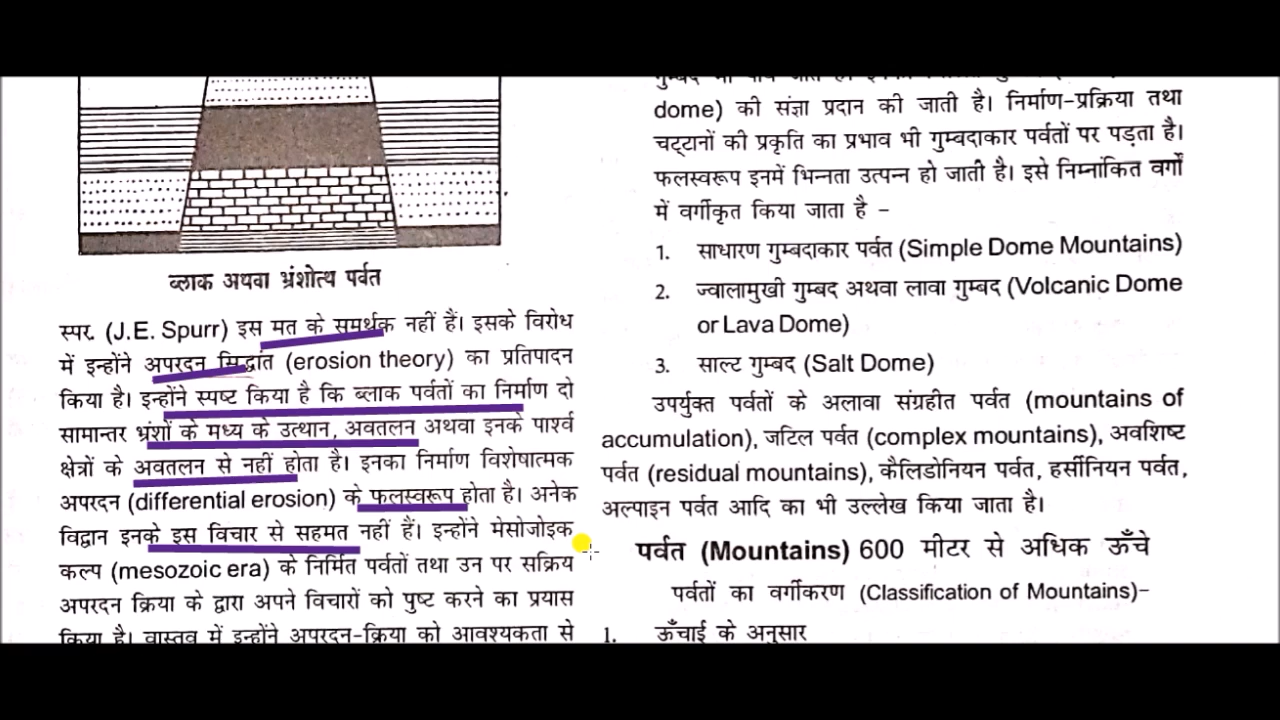 ब्लाक अथवा भ्रंशोत्थ पर्वत
स्पर. (J.E. Spurr) इस मत के समर्थक नहीं हैं। इसके विरोध
में इन्होंने अपरदन सिद्धांत (erosion theory) का प्रतिपादन
किया है। इन्होंने स्पष्ट किया है कि ब्लाक पर्वतों का निर्माण दो
सामान्तर भ्रंशों के मध्य के उत्थान, अवतलन अथवा इनके पार्श्व
क्षेत्रों के अवतलन से नहीं होता है। इनका निर्माण विशेषात्मक
अपरदन (differential erosion) के फलस्वरूप होता है। अनेक
विद्वान इनके इस विचार से सहमत नहीं हैं। इन्होंने मेसोजोइक
कल्प (mesozoic era) के निर्मित पर्वतों तथा उन पर सक्रिय
अपरदन क्रिया के द्वारा अपने विचारों को पुष्ट करने का प्रयास
किया है। वास्तव में इन्होंने अपरदन-क्रिया को आवश्यकता से
dome) की संज्ञा प्रदान की जाती है। निर्माण-प्रक्रिया तथा
चट्टानों की प्रकृति का प्रभाव भी गुम्बदाकार पर्वतों पर पड़ता है।
फलस्वरूप इनमें भिन्नता उत्पन्न हो जाती है। इसे निम्नांकित वर्गों
में वर्गीकृत किया जाता है –
1. साधारण गुम्बदाकार पर्वत (Simple Dome Mountains)
2. ज्वालामुखी गुम्बद अथवा लावा गुम्बद (Volcanic Dome
or Lava Dome)
3. साल्ट गुम्बद (Salt Dome)
उपर्युक्त पर्वतों के अलावा संग्रहीत पर्वत (mountains of
accumulation), जटिल पर्वत (complex mountains), अवशिष्ट
पर्वत (residual mountains), कैलिडोनियन पर्वत, हर्सीनियन पर्वत,
अल्पाइन पर्वत आदि का भी उल्लेख किया जाता है।
पर्वत (Mountains) 600 मीटर से अधिक ऊँचे
पर्वतों का वर्गीकरण (Classification of Mountains)–
1. ऊँचाई के अनुसार